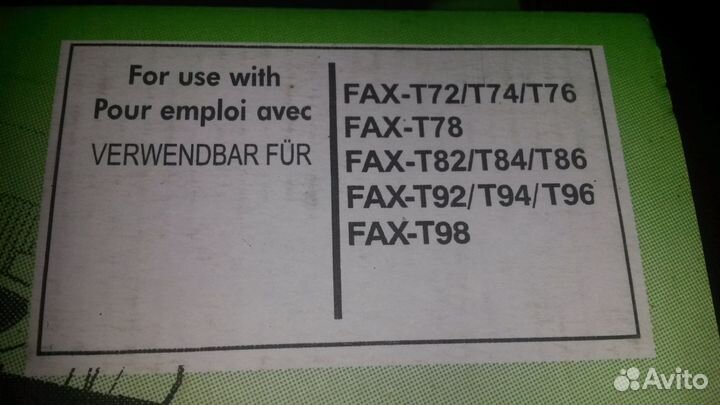 For use with
Pour emploi avec
VERWENDBAR FÜR
FAX-T72/T74/T76
FAX-T78
FAX-T82/T84/T86
FAX-T92/T94/T96
FAX-T98
Avito